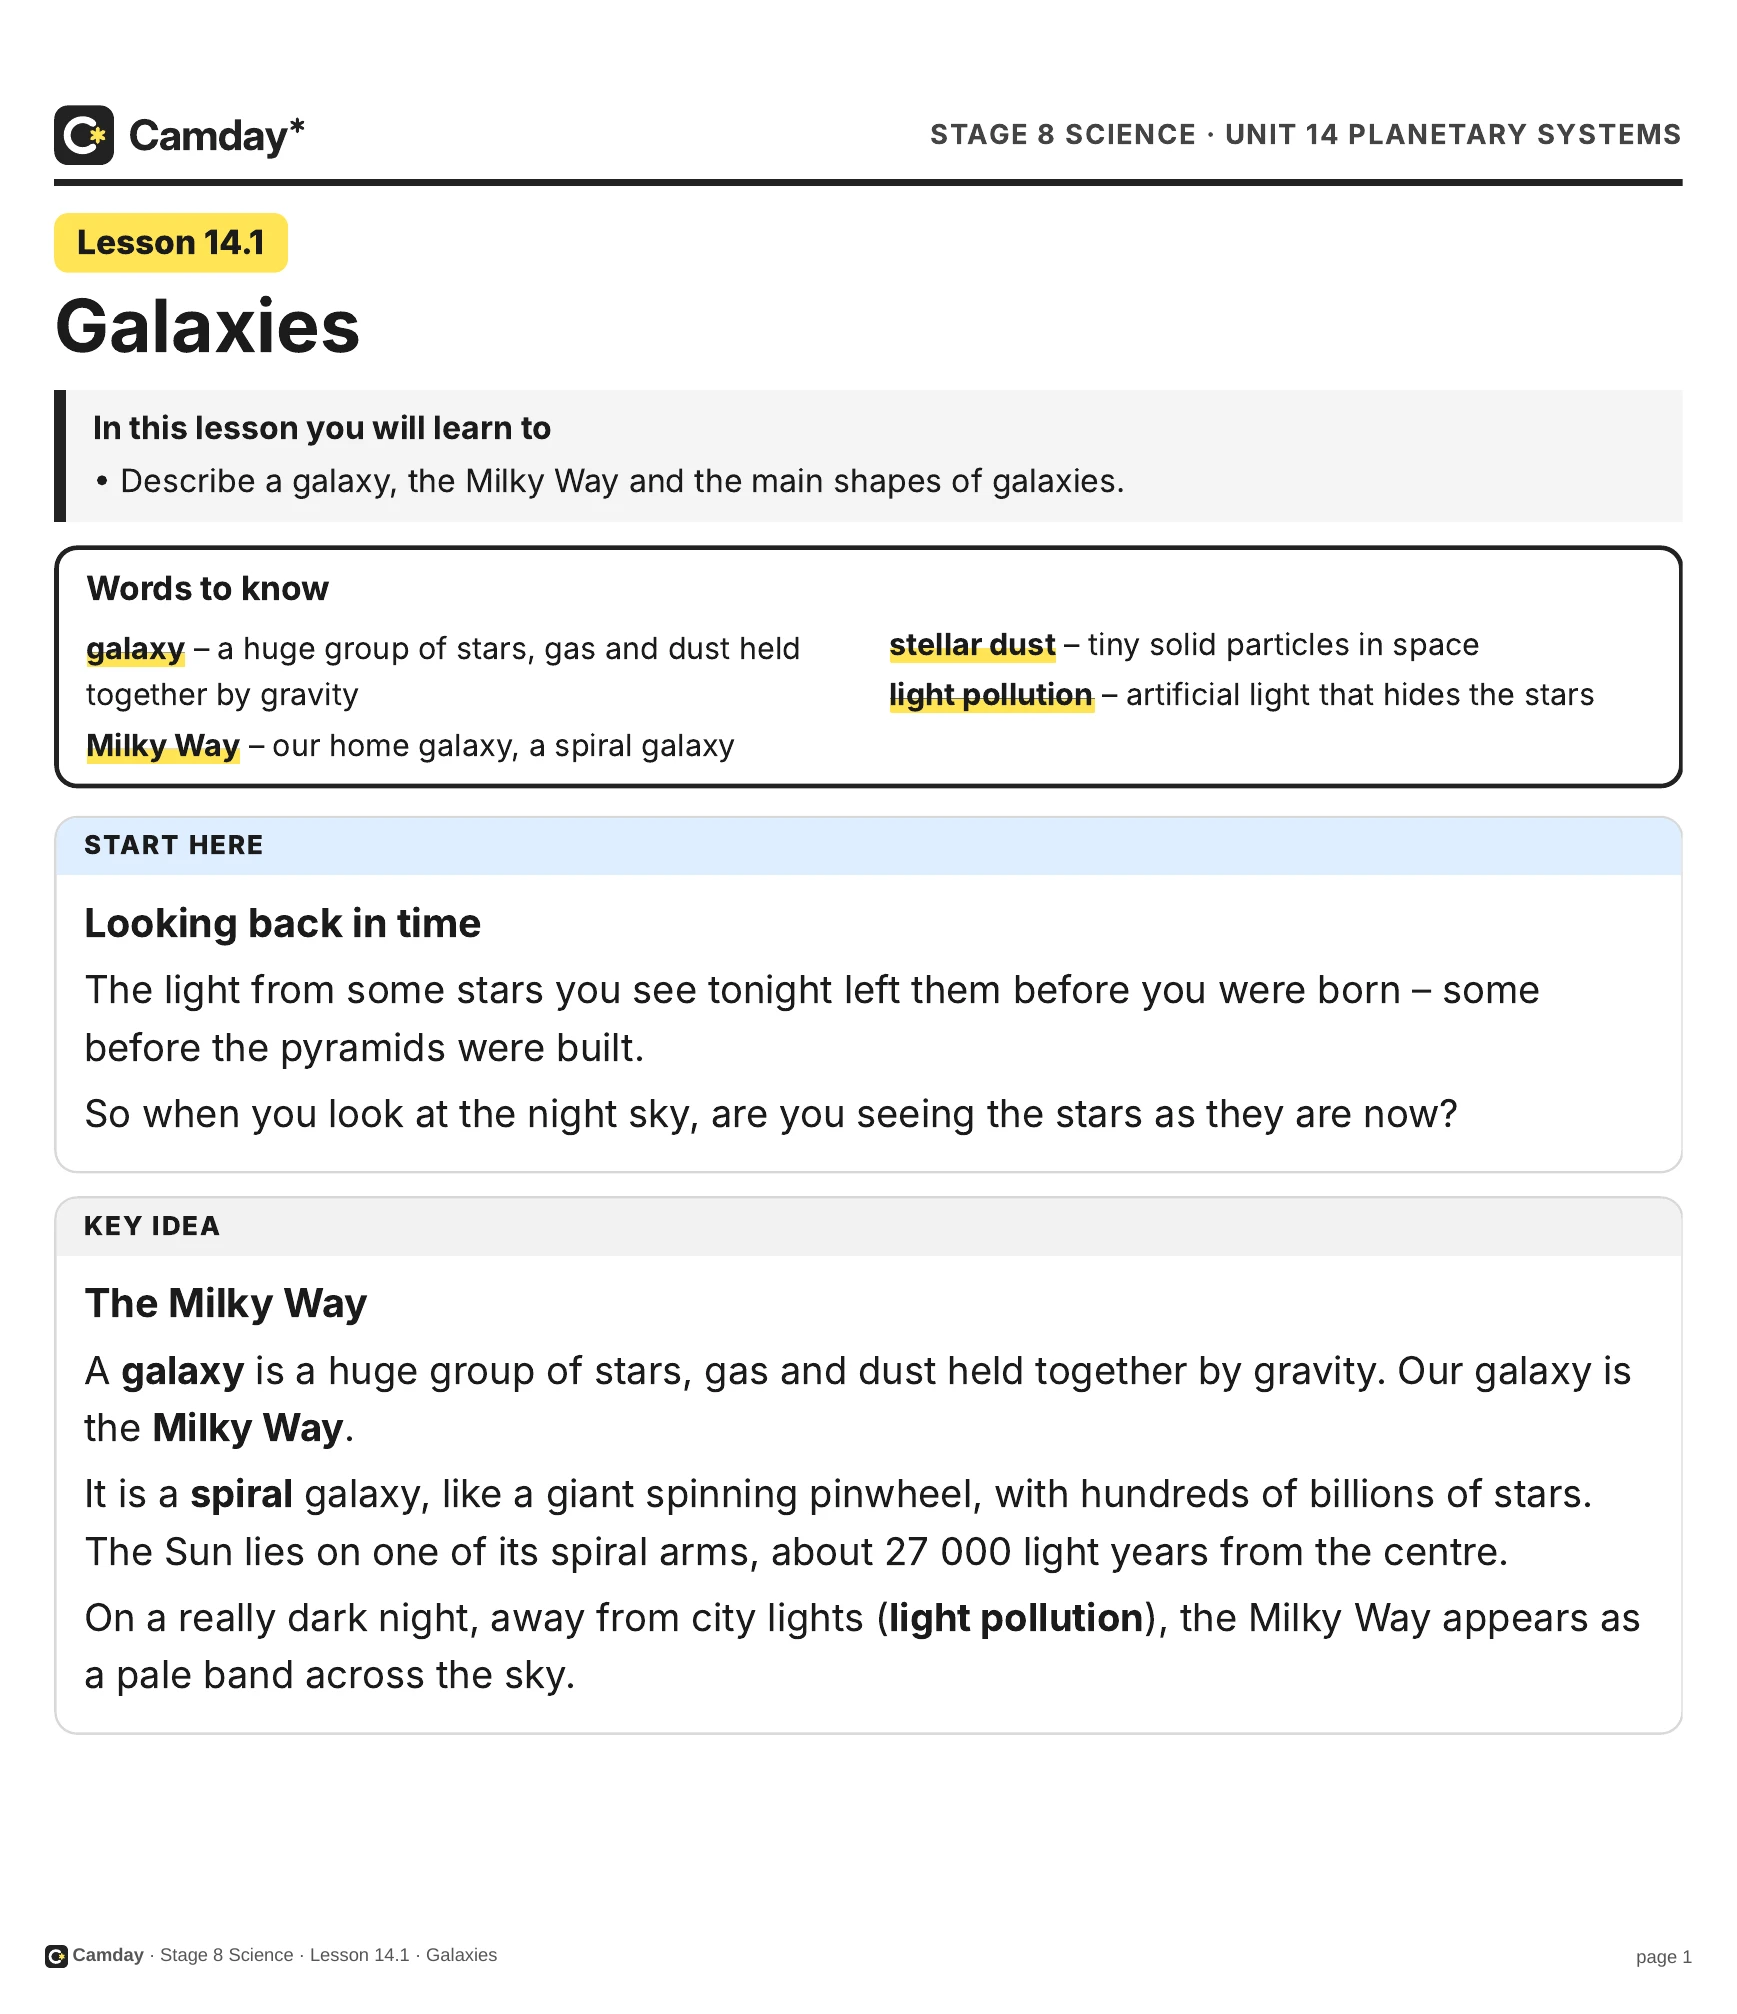 Camday*
STAGE 8 SCIENCE · UNIT 14 PLANETARY SYSTEMS
Lesson 14.1
Galaxies
In this lesson you will learn to
• Describe a galaxy, the Milky Way and the main shapes of galaxies.
Words to know
galaxy – a huge group of stars, gas and dust held
together by gravity
Milky Way – our home galaxy, a spiral galaxy
stellar dust – tiny solid particles in space
light pollution – artificial light that hides the stars
START HERE
Looking back in time
The light from some stars you see tonight left them before you were born – some
before the pyramids were built.
So when you look at the night sky, are you seeing the stars as they are now?
KEY IDEA
The Milky Way
A galaxy is a huge group of stars, gas and dust held together by gravity. Our galaxy is
the Milky Way.
It is a spiral galaxy, like a giant spinning pinwheel, with hundreds of billions of stars.
The Sun lies on one of its spiral arms, about 27 000 light years from the centre.
On a really dark night, away from city lights (light pollution), the Milky Way appears as
a pale band across the sky.
Camday · Stage 8 Science · Lesson 14.1 · Galaxies
page 1